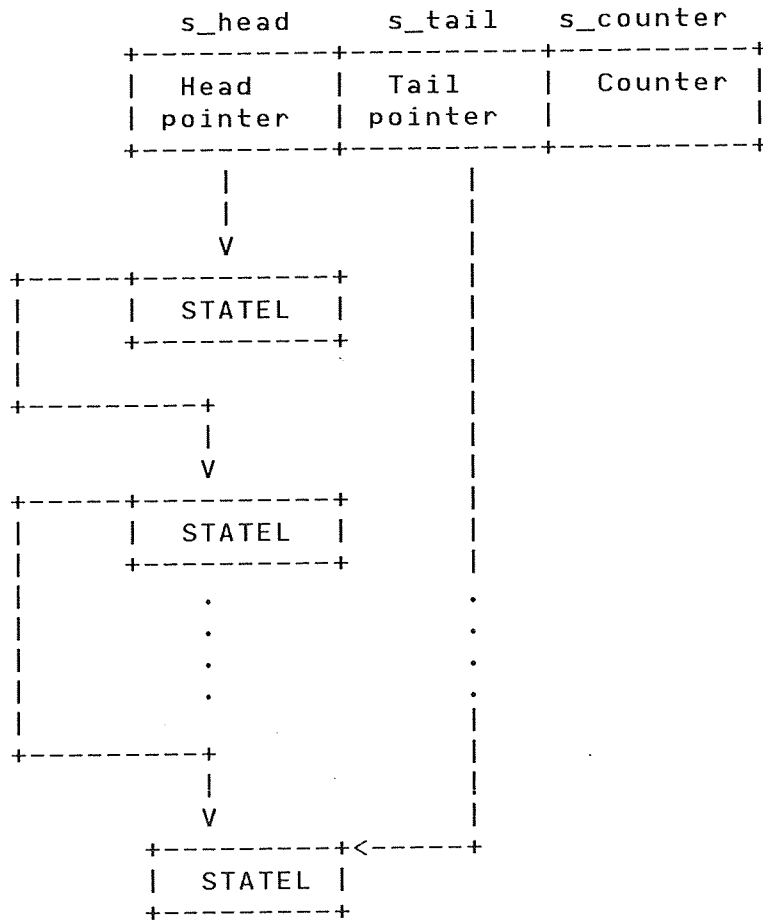 s_head s_tail s_counter
Head Tail Counter
pointer pointer
STATEL
STATEL
STATEL